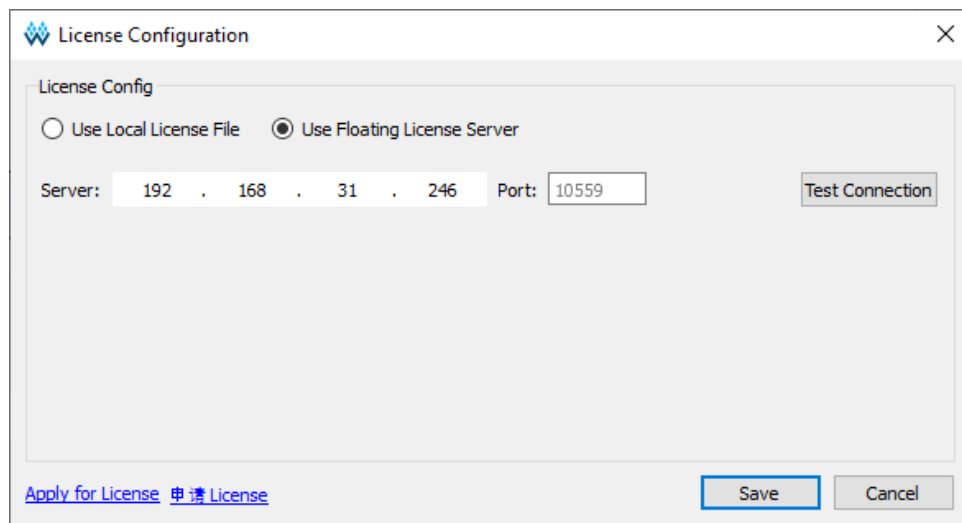 License Configuration
License Config
Use Local License File Use Floating License Server
Server: 192 . 168 . 31 . 246 Port: 10559 Test Connection
Apply for License 申请 License Save Cancel